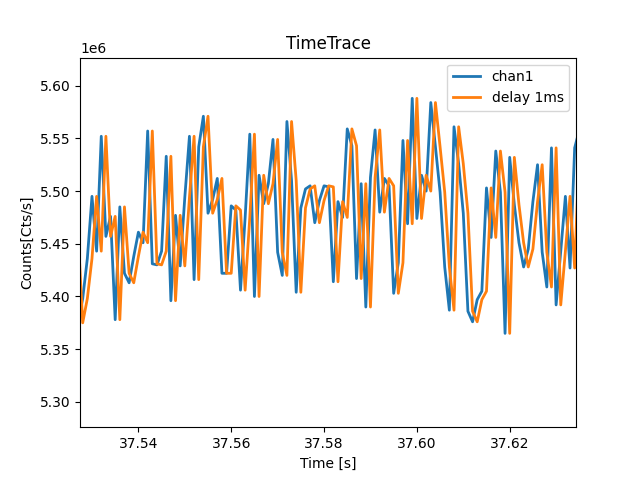 TimeTrace
1e6
chan1
delay 1ms
5.60
5.55
5.50
5.45
5.40
5.35
5.30
Counts[Cts/s]
37.54 37.56 37.58 37.60 37.62
Time [s]